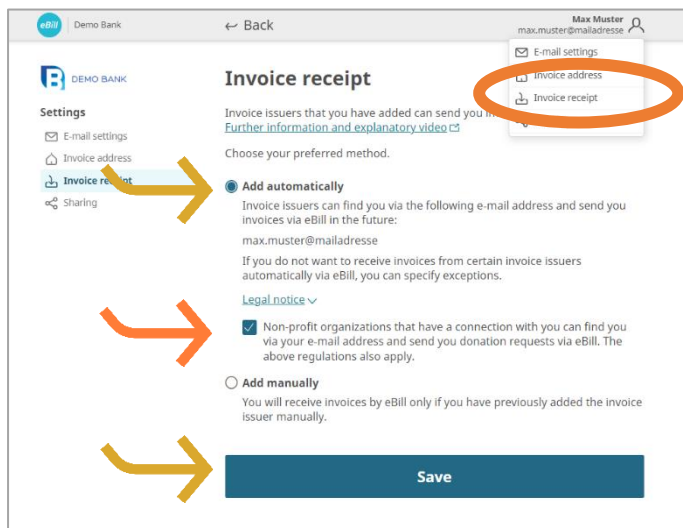 eBill Demo Bank
← Back
Max Muster
max.muster@mailadresse
E-mail settings
Invoice address
Invoice receipt
DEMO BANK
Settings
E-mail settings
Invoice address
Invoice receipt
Sharing
Invoice receipt
Invoice issuers that you have added can send you
Further information and explanatory video
Choose your preferred method.
Add automatically
Invoice issuers can find you via the following e-mail address and send you
invoices via eBill in the future:
max.muster@mailadresse
If you do not want to receive invoices from certain invoice issuers
automatically via eBill, you can specify exceptions.
Legal notice
Non-profit organizations that have a connection with you can find you
via your e-mail address and send you donation requests via eBill. The
above regulations also apply.
Add manually
You will receive invoices by eBill only if you have previously added the invoice
issuer manually.
Save